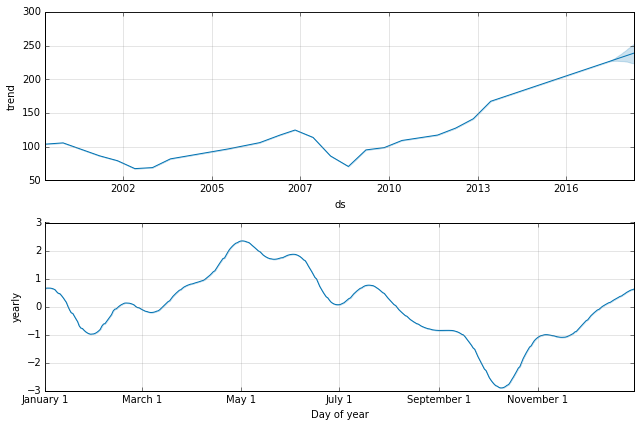 300
250
200
150
100
50
trend
2002
2005
2007
2010
2013
2016
ds
3
2
1
0
−1
−2
−3
yearly
January 1
March 1
May 1
July 1
September 1
November 1
Day of year